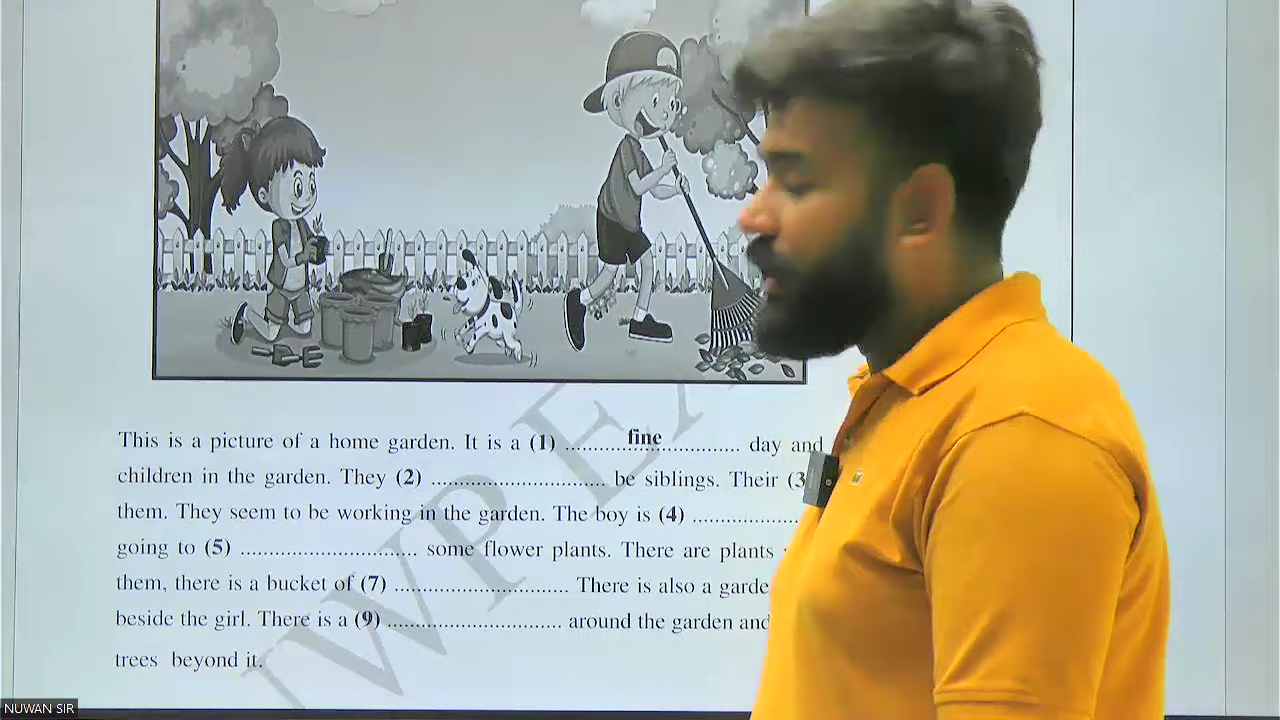 This is a picture of a home garden. It is a (1) ........fine........ day and
children in the garden. They (2) ............................ be siblings. Their (3
them. They seem to be working in the garden. The boy is (4) ..................
going to (5) ............................ some flower plants. There are plants
them, there is a bucket of (7) ............................ There is also a garde
beside the girl. There is a (9) ............................ around the garden and
trees beyond it.
WP EXA
NUWAN SIR